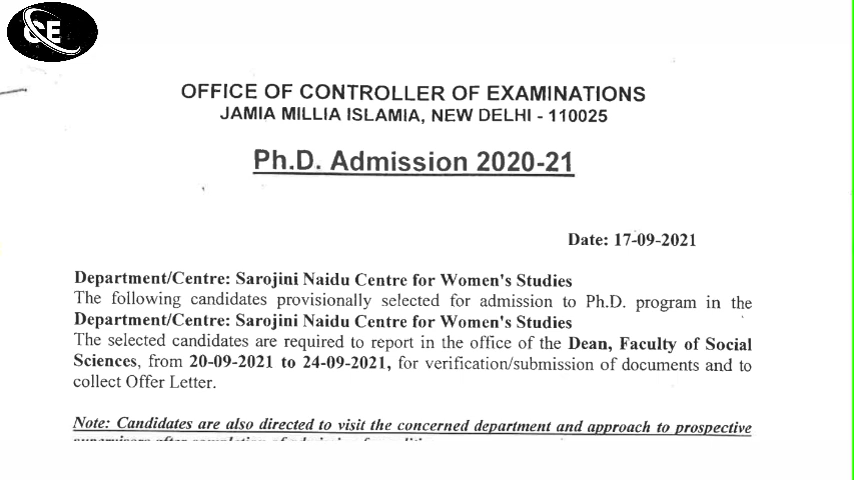 CE
OFFICE OF CONTROLLER OF EXAMINATIONS
JAMIA MILLIA ISLAMIA, NEW DELHI - 110025
Ph.D. Admission 2020-21
Date: 17-09-2021
Department/Centre: Sarojini Naidu Centre for Women's Studies
The following candidates provisionally selected for admission to Ph.D. program in the
Department/Centre: Sarojini Naidu Centre for Women's Studies
The selected candidates are required to report in the office of the Dean, Faculty of Social
Sciences, from 20-09-2021 to 24-09-2021, for verification/submission of documents and to
collect Offer Letter.
Note: Candidates are also directed to visit the concerned department and approach to prospective